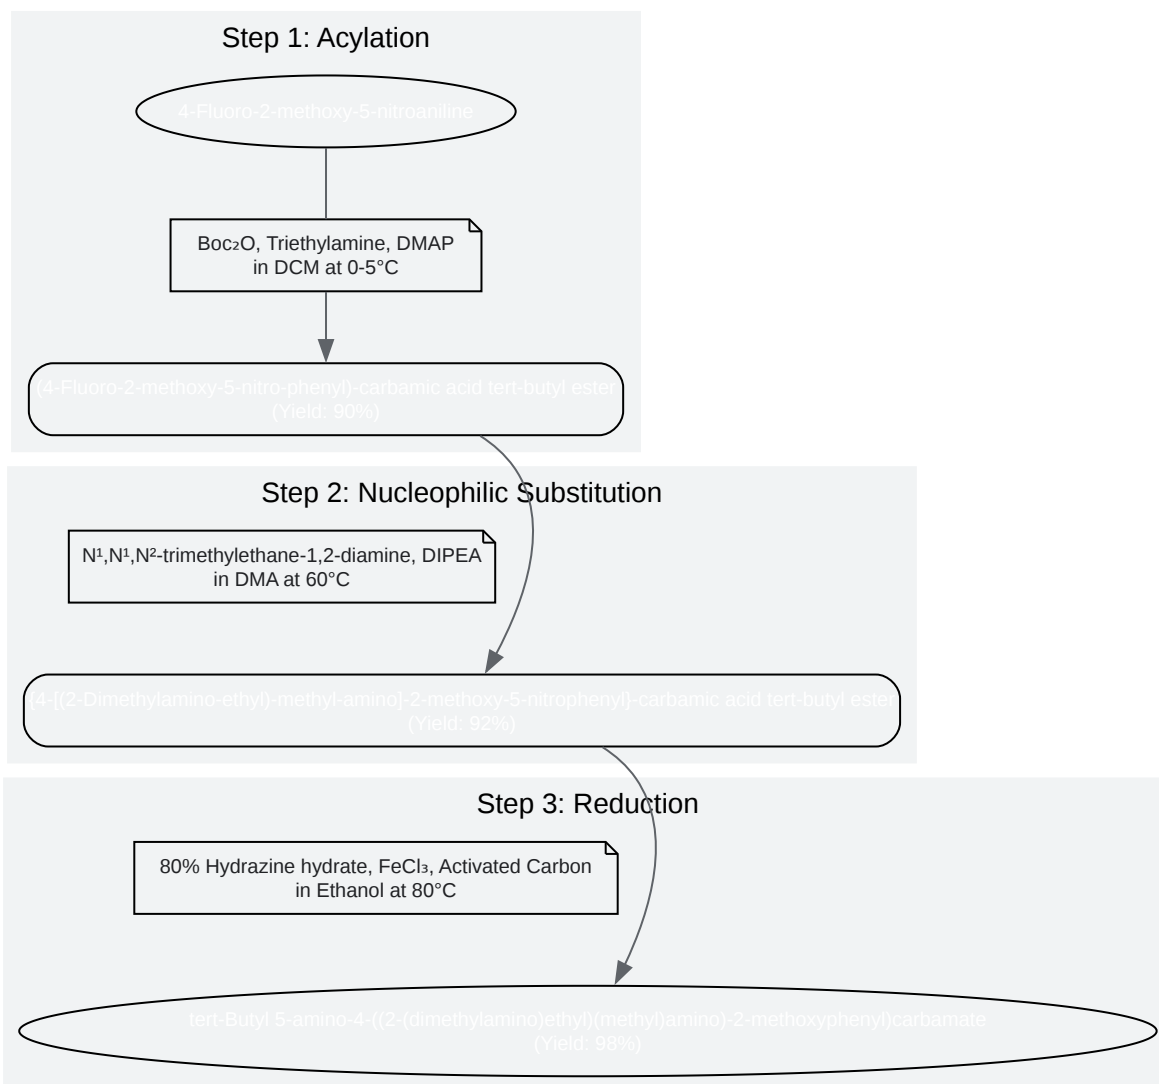 Step 1: Acylation
4-Fluoro-2-methoxy-5-nitroaniline
Boc₂O, Triethylamine, DMAP
in DCM at 0-5°C
(4-Fluoro-2-methoxy-5-nitro-phenyl)-carbamic acid tert-butyl ester
(Yield: 90%)
Step 2: Nucleophilic Substitution
N¹,N¹,N²-trimethylethane-1,2-diamine, DIPEA
in DMA at 60°C
{4-[(2-Dimethylamino-ethyl)-methyl-amino]-2-methoxy-5-nitrophenyl}-carbamic acid tert-butyl ester
(Yield: 92%)
Step 3: Reduction
80% Hydrazine hydrate, FeCl₃, Activated Carbon
in Ethanol at 80°C
tert-Butyl 5-amino-4-((2-(dimethylamino)ethyl)(methyl)amino)-2-methoxyphenyl)carbamate
(Yield: 98%)